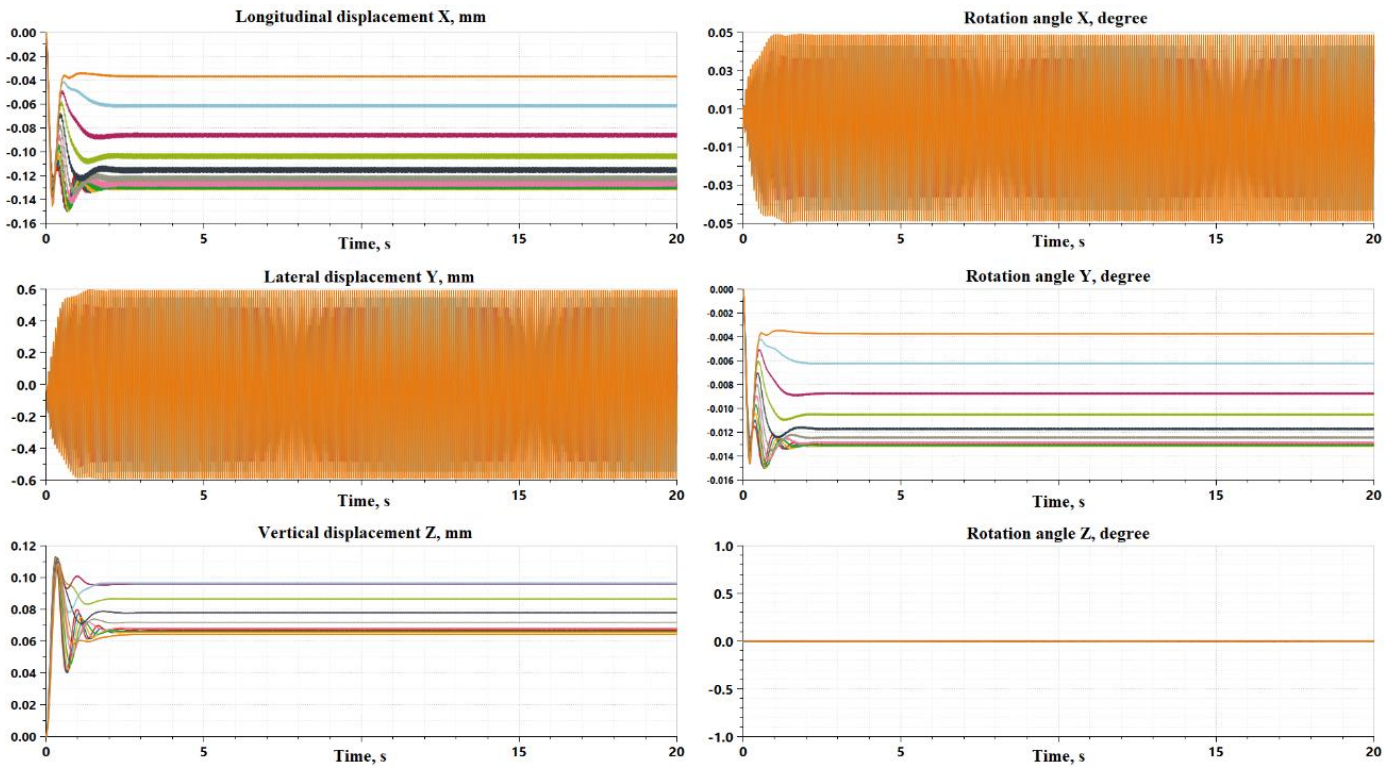 Longitudinal displacement X, mm
0.00
-0.02
-0.04
-0.06
-0.08
-0.10
-0.12
-0.14
-0.16
0 5 15 20
Time, s
Rotation angle X, degree
0.05
0.03
0.01
-0.01
-0.03
-0.05
0 5 15 20
Time, s
Lateral displacement Y, mm
0.6
0.4
0.2
0.0
-0.2
-0.4
-0.6
0 5 15 20
Time, s
Rotation angle Y, degree
0.000
-0.002
-0.004
-0.006
-0.008
-0.010
-0.012
-0.014
-0.016
0 5 15 20
Time, s
Vertical displacement Z, mm
0.12
0.10
0.08
0.06
0.04
0.02
0.00
0 5 15 20
Time, s
Rotation angle Z, degree
1.0
0.5
0.0
-0.5
-1.0
0 5 15 20
Time, s